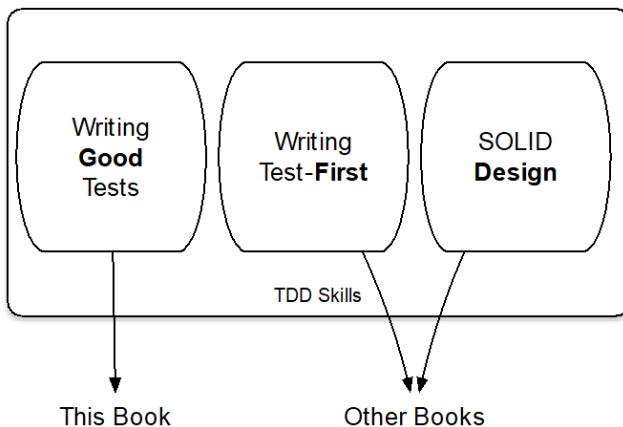 Writing
Good
Tests
Writing
Test-First
SOLID
Design
TDD Skills
This Book
Other Books